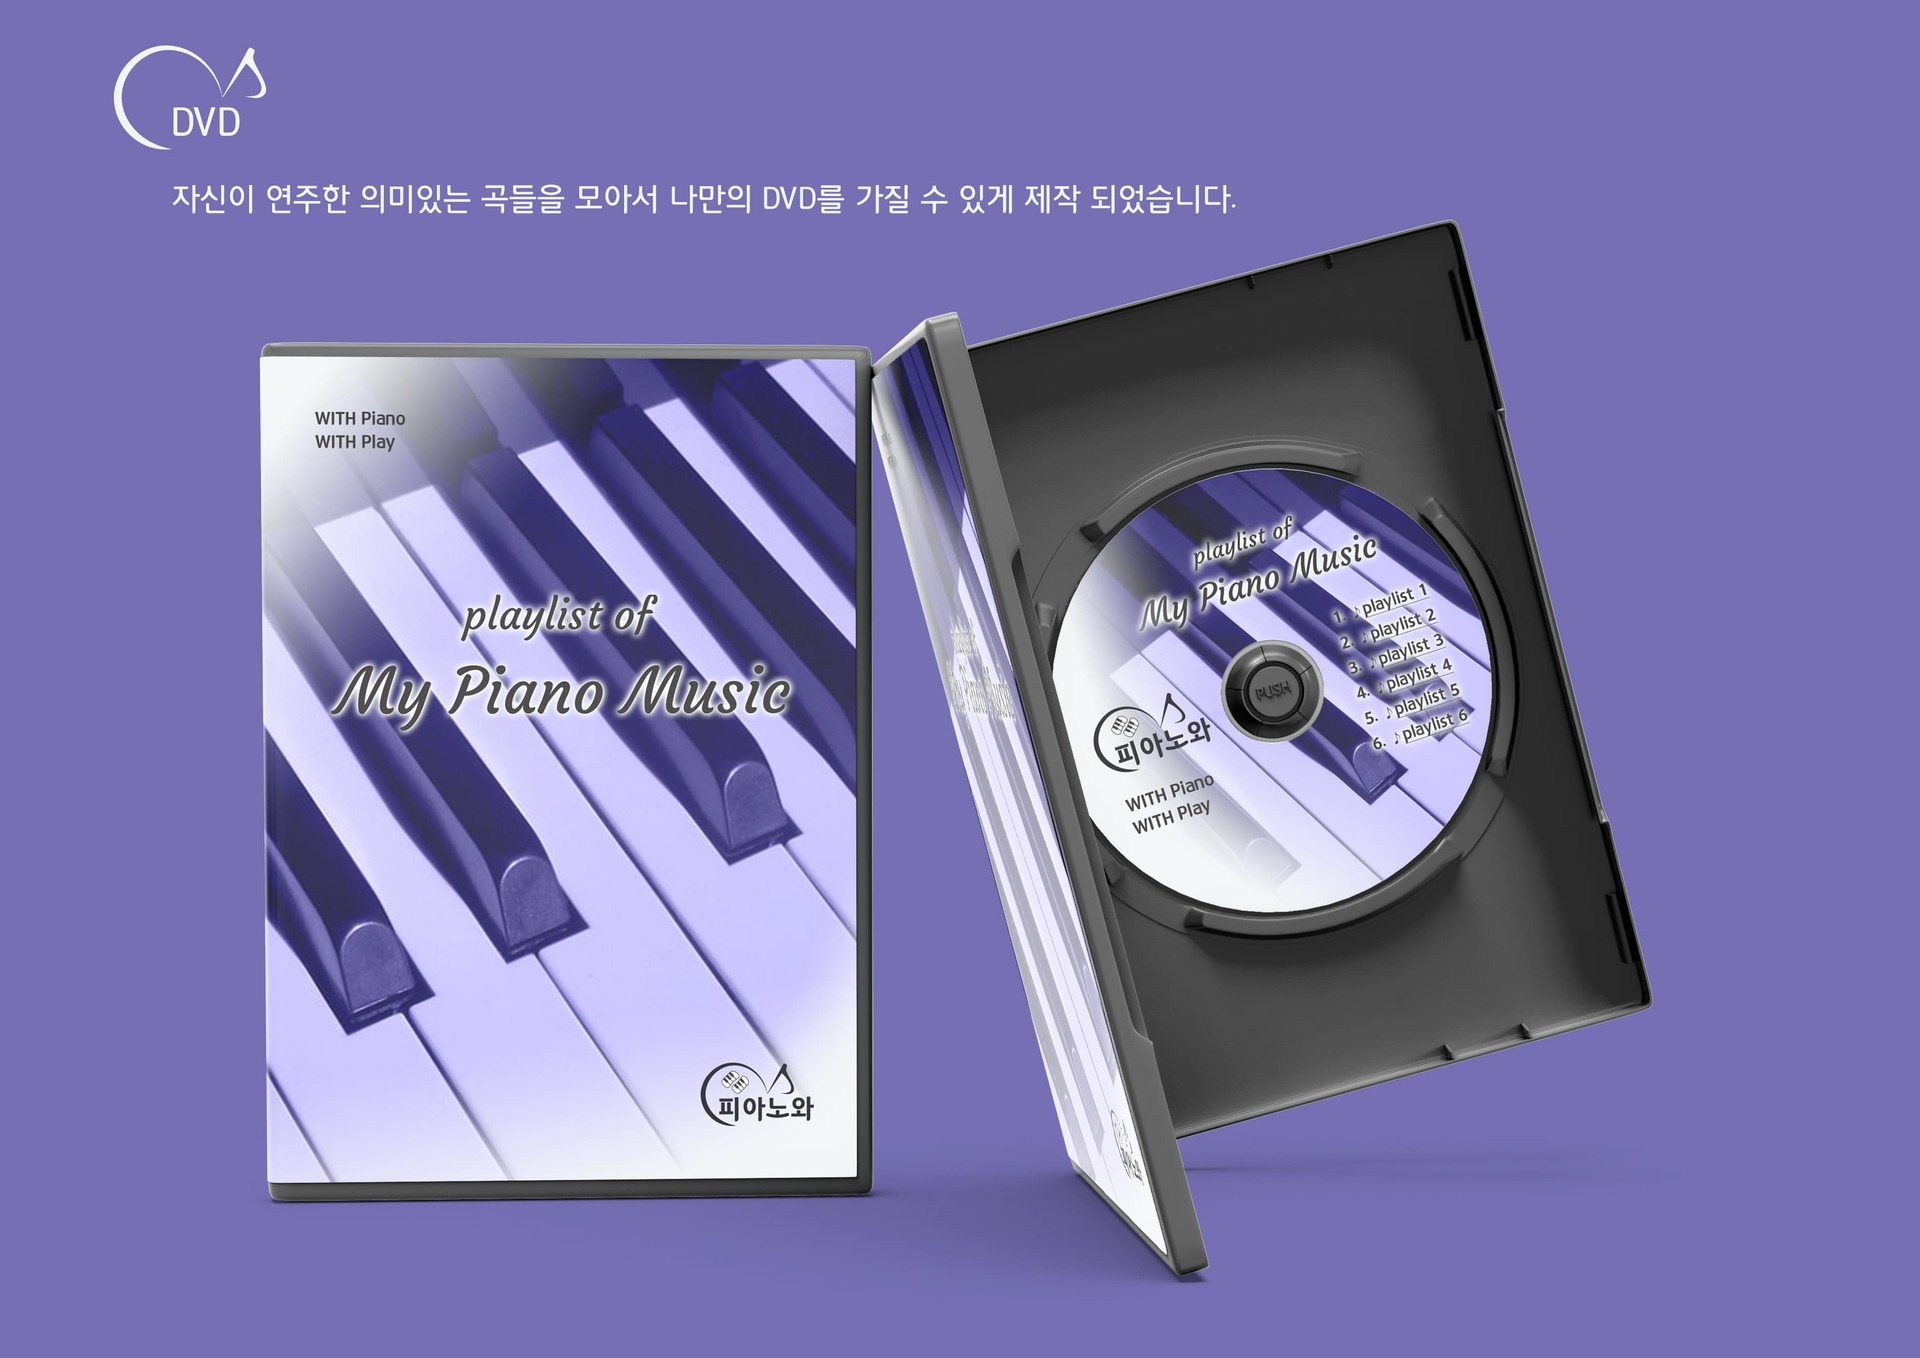 DVD
자신이 연주한 의미있는 곡들을 모아서 나만의 DVD를 가질 수 있게 제작 되었습니다.
WITH Piano
WITH Play
playlist of
My Piano Music
피아노와
playlist of
My Piano Music
1. ♪playlist 1
2. ♪playlist 2
3. ♪playlist 3
4. ♪playlist 4
5. ♪playlist 5
6. ♪playlist 6
PUSH
피아노와
WITH Piano
WITH Play